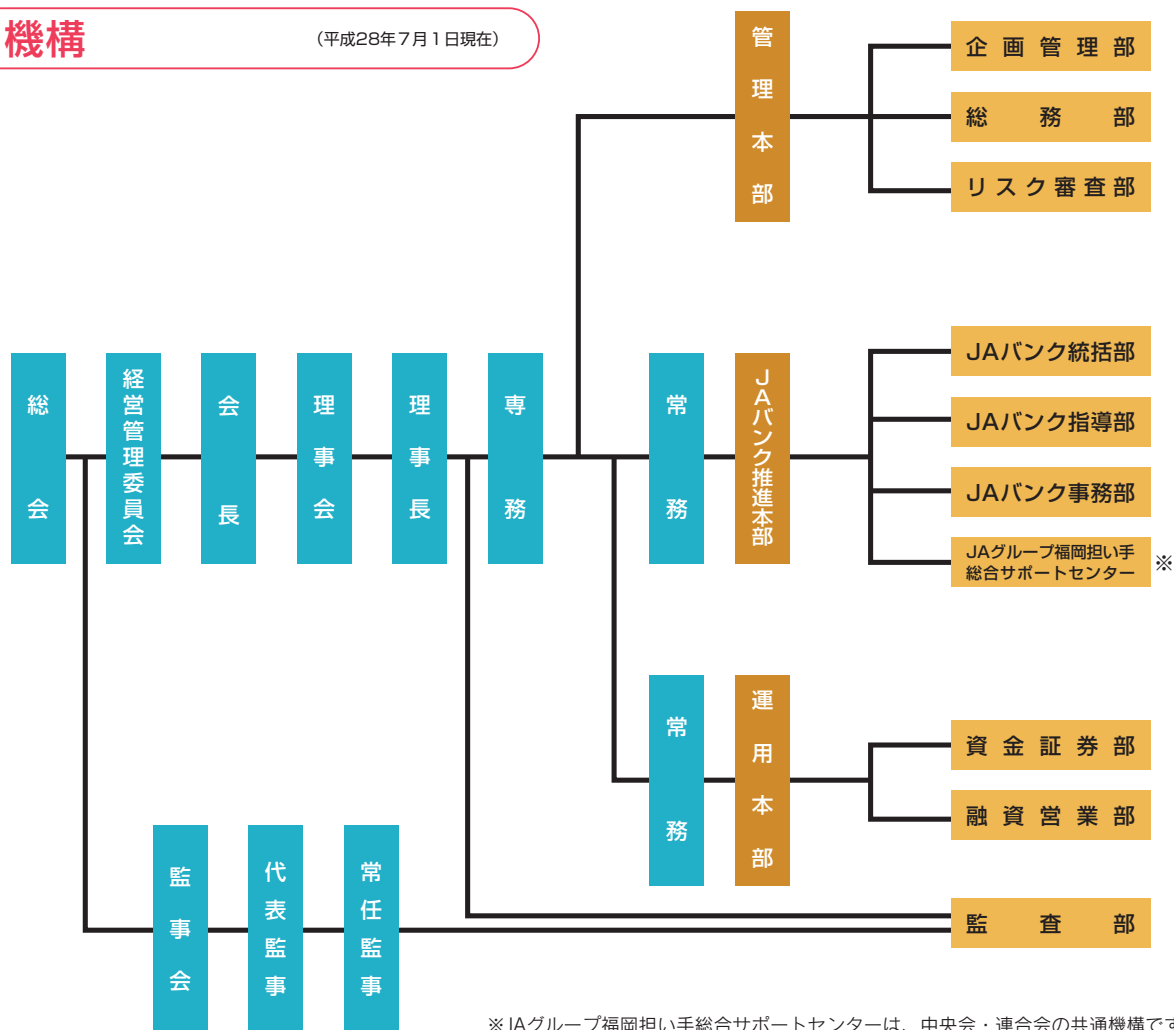 機構
（平成28年7月1日現在）
総会
経営管理委員会
会長
理事会
理事長
専務
管理本部
企画管理部
総務部
リスク審査部
常務
JAバンク推進本部
JAバンク統括部
JAバンク指導部
JAバンク事務部
JAグループ福岡担い手
総合サポートセンター
※
常務
運用本部
資金証券部
融資営業部
監事会
代表監事
常任監事
監査部
※JAグループ福岡担い手総合サポートセンターは、中央会・連合会の共通機構です